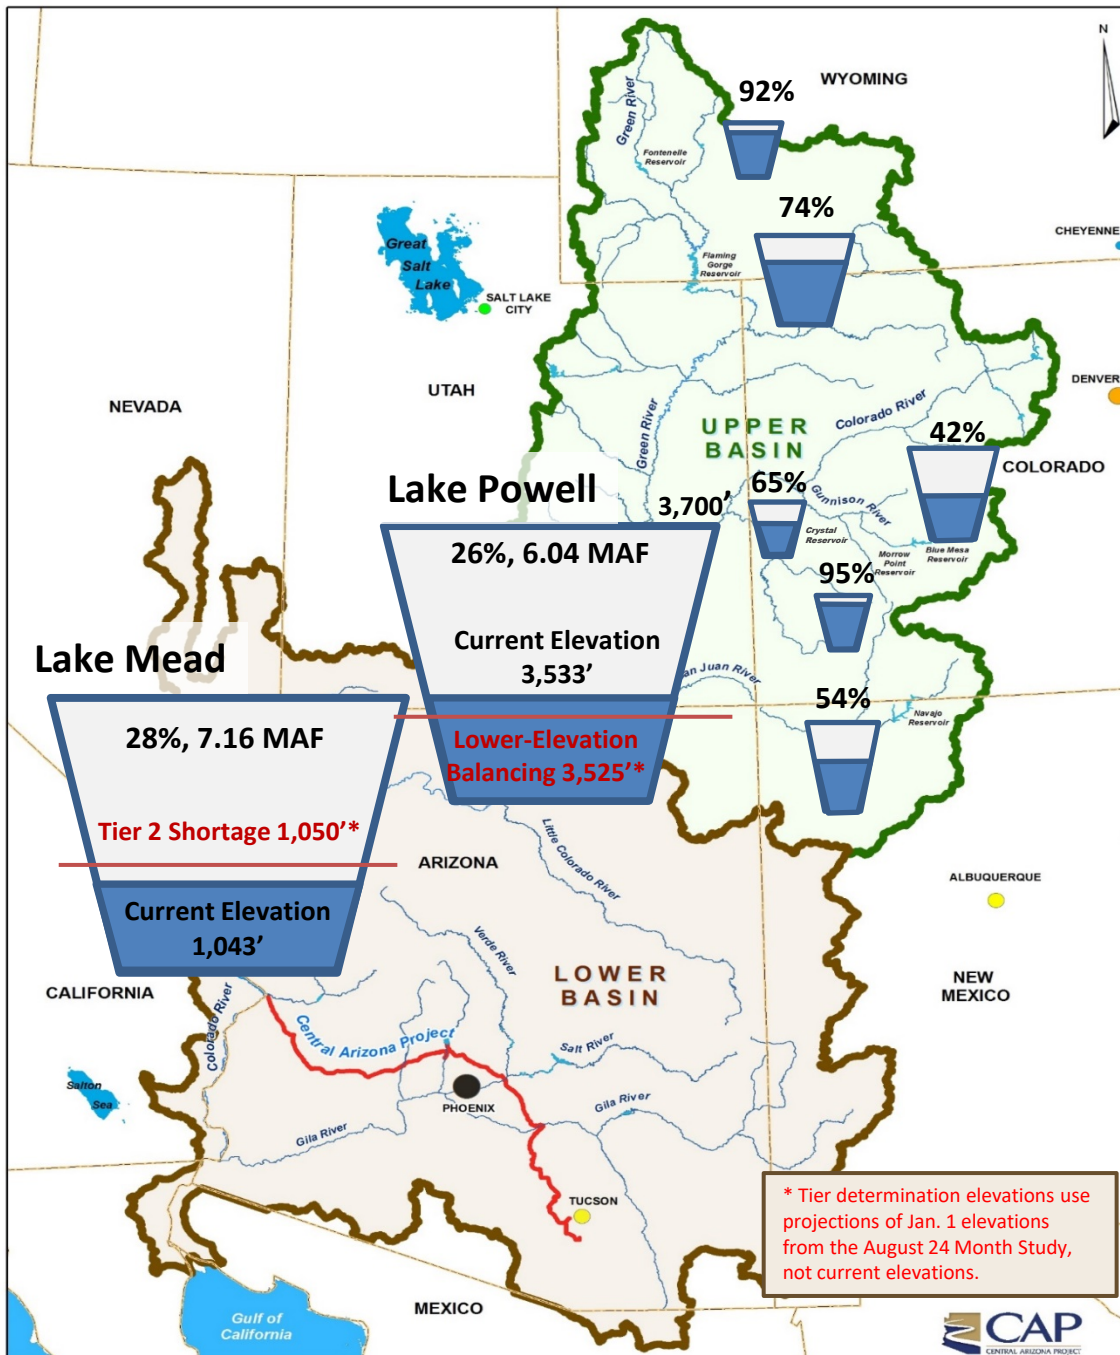 N
WYOMING
92%
Green River
Fontenelle
Reservoir
74%
CHEYENNE
Great
Salt
Lake
Flaming
Gorge
Reservoir
SALT LAKE
CITY
UTAH
NEVADA
DENVER
Green River
UPPER
BASIN
Colorado River
42%
COLORADO
Lake Powell
3,700’
65%
Gunnison River
Crystal
Reservoir
Morrow
Point
Reservoir
Blue Mesa
Reservoir
26%, 6.04 MAF
95%
Current Elevation
3,533’
Lake Mead
an Juan River
54%
Navajo
Reservoir
28%, 7.16 MAF
Lower-Elevation
Balancing 3,525’*
Tier 2 Shortage 1,050’*
ARIZONA
Little Colorado River
ALBUQUERQUE
Current Elevation
1,043’
Verde River
LOWER
BASIN
NEW
MEXICO
CALIFORNIA
Colorado River
Central Arizona Project
Salt River
Salton
Sea
PHOENIX
Gila River
Gila River
TUCSON
* Tier determination elevations use
projections of Jan. 1 elevations
from the August 24 Month Study,
not current elevations.
MEXICO
Gulf of
California
CAP
CENTRAL ARIZONA PROJECT